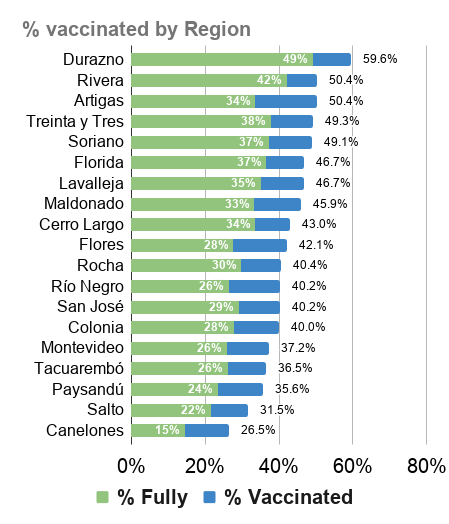 % vaccinated by Region
Durazno 49% 59.6%
Rivera 42% 50.4%
Artigas 34% 50.4%
Treinta y Tres 38% 49.3%
Soriano 37% 49.1%
Florida 37% 46.7%
Lavalleja 35% 46.7%
Maldonado 33% 45.9%
Cerro Largo 34% 43.0%
Flores 28% 42.1%
Rocha 30% 40.4%
Río Negro 26% 40.2%
San José 29% 40.2%
Colonia 28% 40.0%
Montevideo 26% 37.2%
Tacuarembó 26% 36.5%
Paysandú 24% 35.6%
Salto 22% 31.5%
Canelones 15% 26.5%
0% 20% 40% 60% 80%
% Fully % Vaccinated